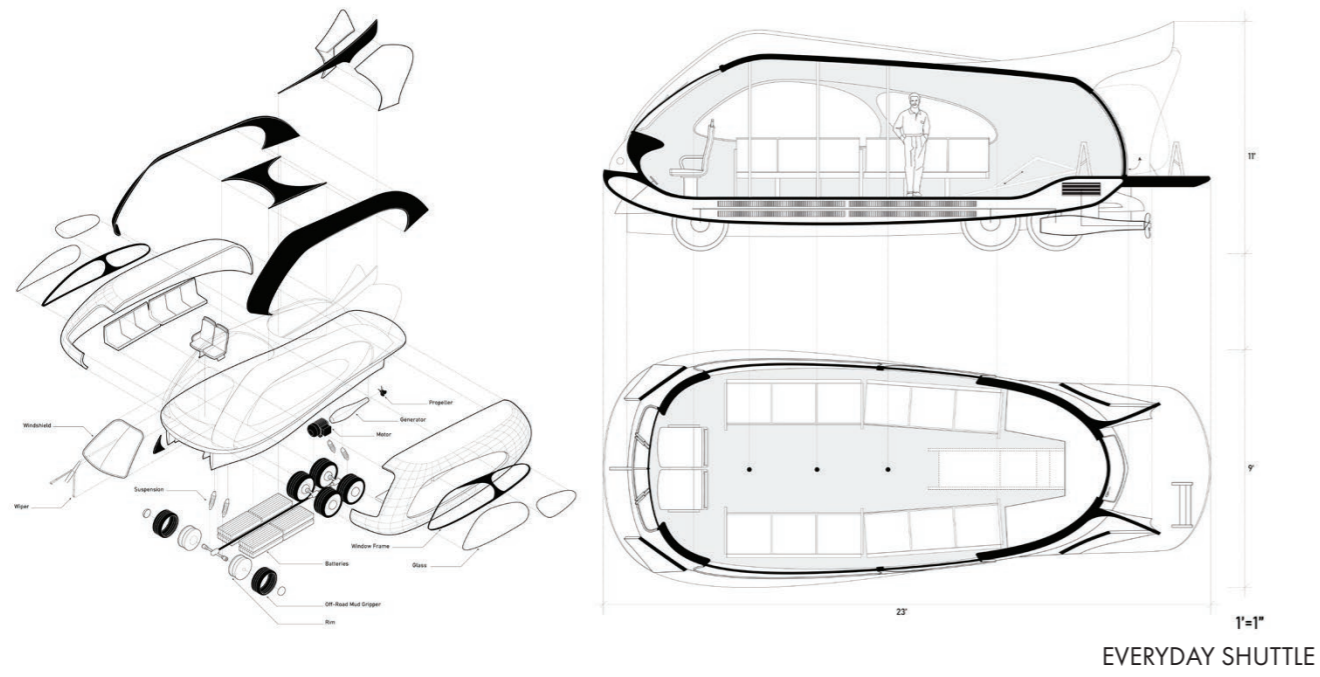 Propeller
Generator
Motor
Windshield
Suspension
Wiper
Window Frame
Batteries
Glass
Off-Road Mud Gripper
Rim
11'
9'
23'
1'=1"
EVERYDAY SHUTTLE